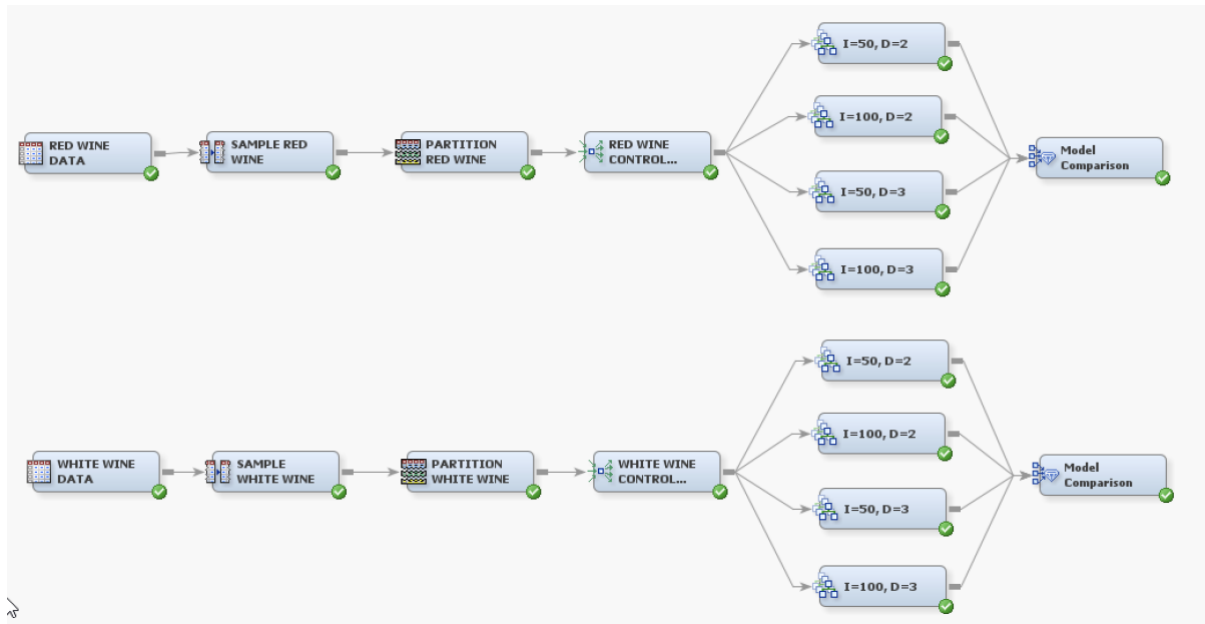 RED WINE
DATA
SAMPLE RED
WINE
PARTITION
RED WINE
RED WINE
CONTROL...
I=50, D=2
I=100, D=2
I=50, D=3
I=100, D=3
Model
Comparison
WHITE WINE
DATA
SAMPLE
WHITE WINE
PARTITION
WHITE WINE
WHITE WINE
CONTROL...
I=50, D=2
I=100, D=2
I=50, D=3
I=100, D=3
Model
Comparison